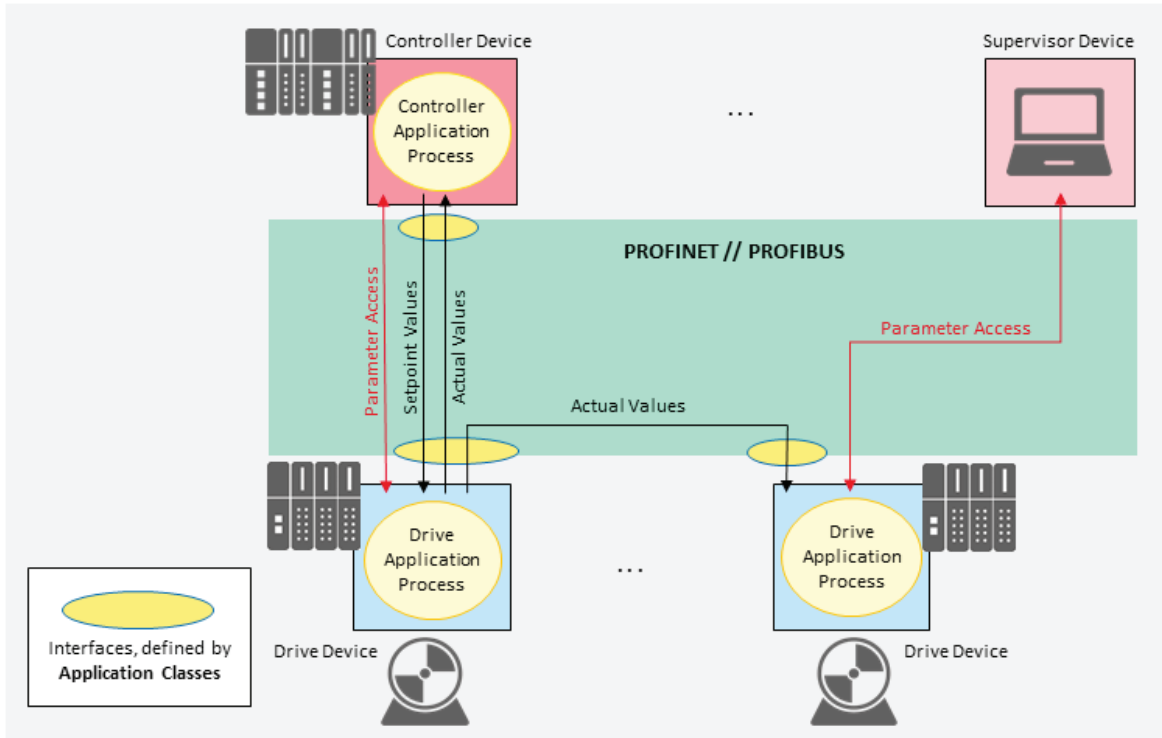 Controller Device
Supervisor Device
Controller
Application
Process
...
PROFINET // PROFIBUS
Parameter Access
Setpoint Values
Actual Values
Parameter Access
Actual Values
Drive
Application
Process
...
Drive
Application
Process
Interfaces, defined by
Application Classes
Drive Device
Drive Device